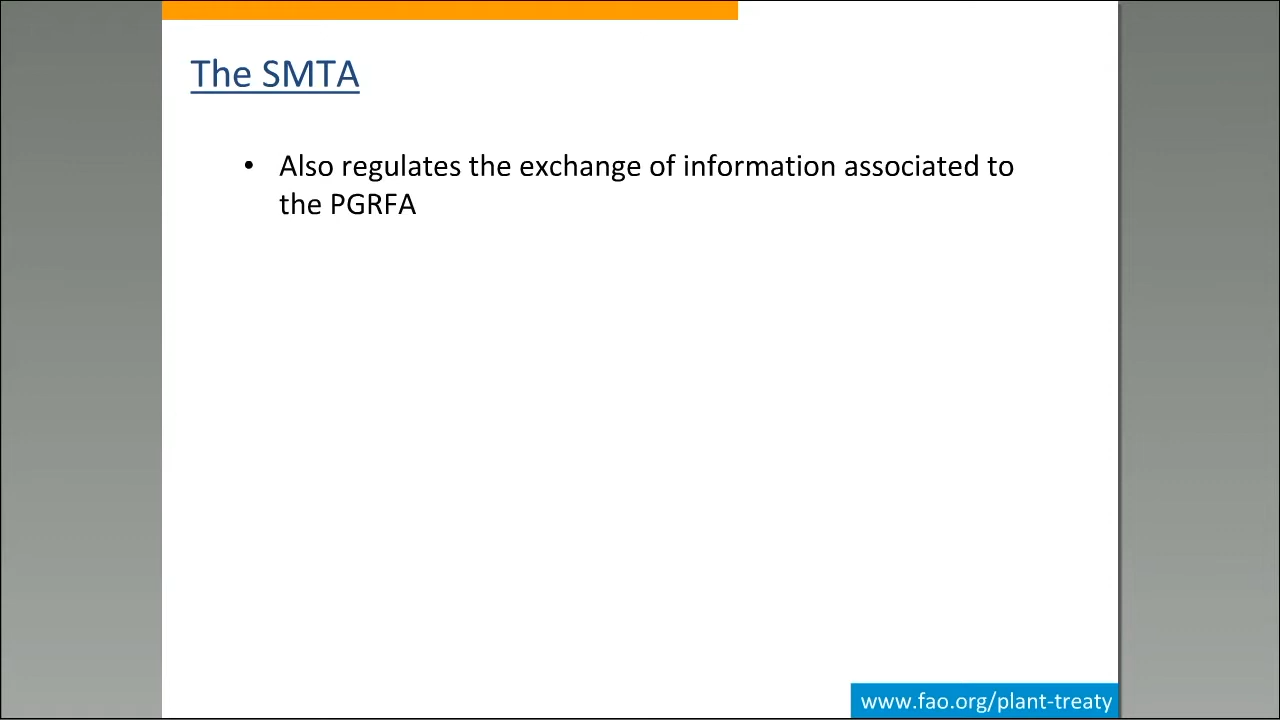 The SMTA
• Also regulates the exchange of information associated to
the PGRFA
www.fao.org/plant-treaty